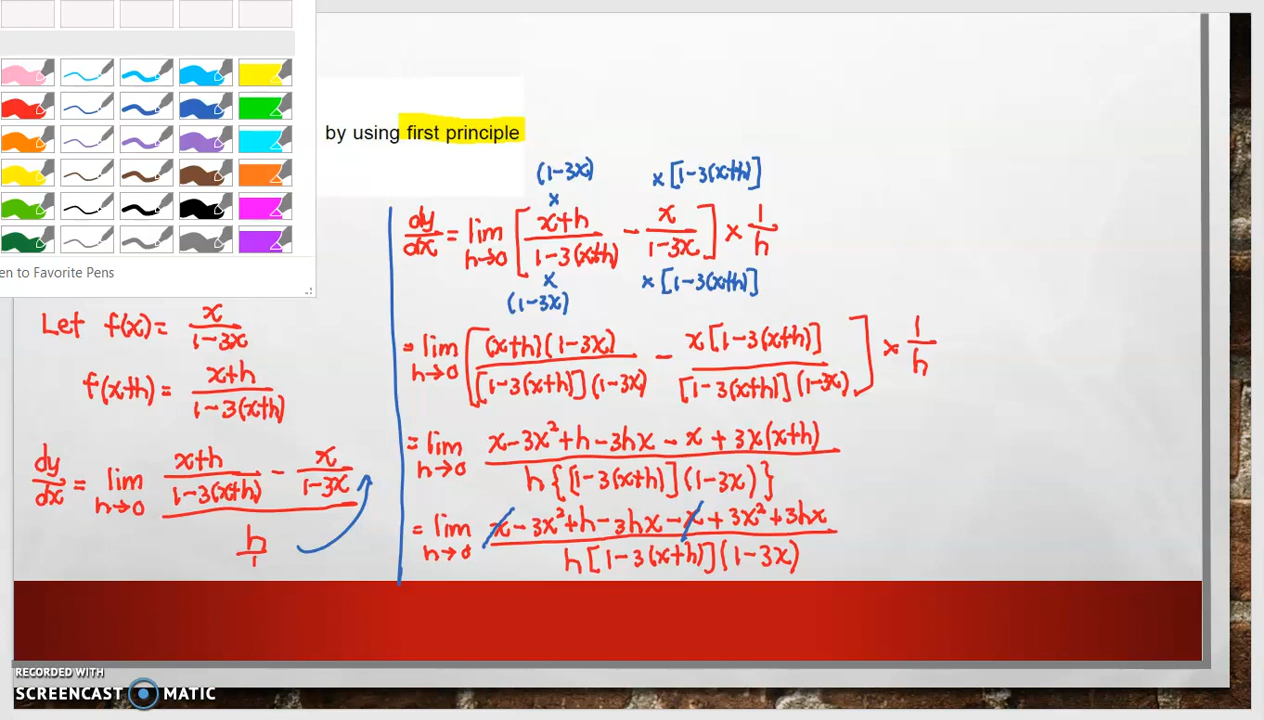 by using first principle
en to Favorite Pens
Let f(x) = x/(1-3x)
f(x+h) = (x+h)/(1-3(x+h))
dy/dx = lim h→0 [(x+h)/(1-3(x+h)) - x/(1-3x)] / (h/1)
(1-3x) × [1-3(x+h)]
×
dy/dx = lim h→0 [(x+h)/(1-3(x+h)) - x/(1-3x)] × 1/h
× × [1-3(x+h)]
(1-3x)
= lim h→0 [(x+h)(1-3x)/([1-3(x+h)](1-3x)) - x[1-3(x+h)]/([1-3(x+h)](1-3x))] × 1/h
= lim h→0 (x-3x²+h-3hx-x+3x(x+h))/(h{[1-3(x+h)](1-3x)})
= lim h→0 (x-3x²+h-3hx-x+3x²+3hx)/(h[1-3(x+h)](1-3x))
RECORDED WITH
SCREENCAST MATIC